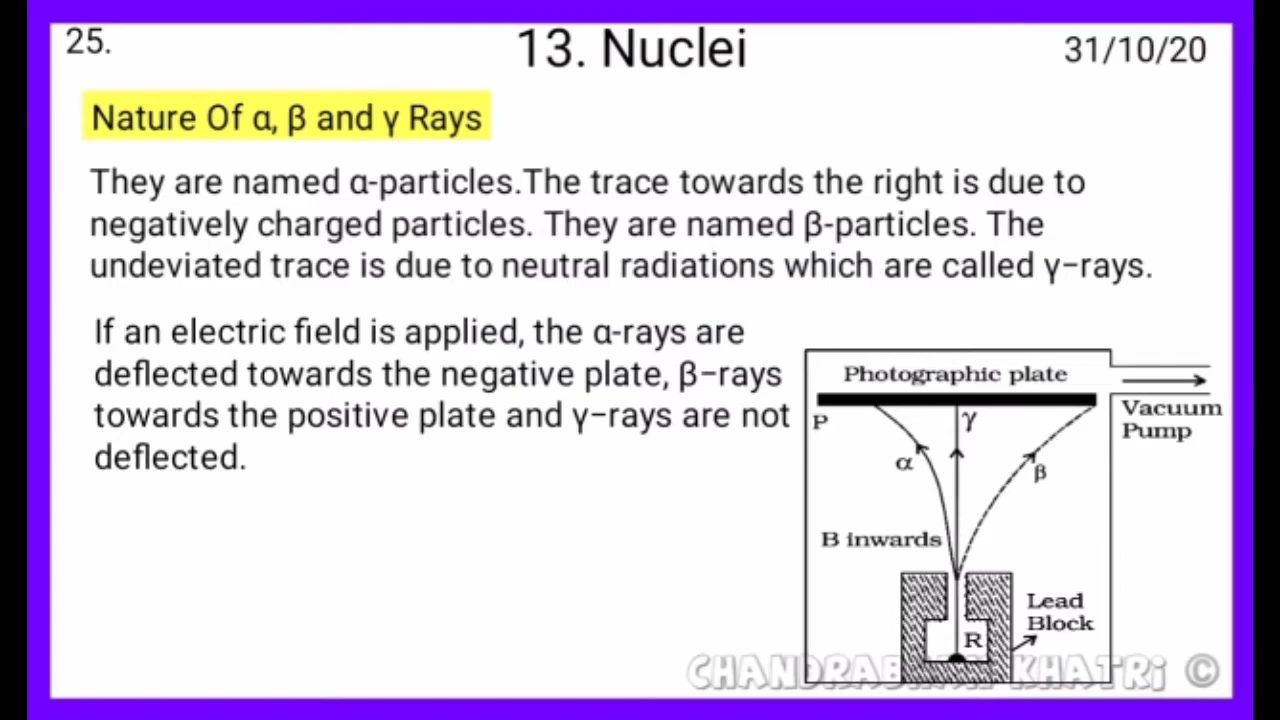 25.
13. Nuclei
31/10/20
Nature Of α, β and γ Rays
They are named α-particles.The trace towards the right is due to
negatively charged particles. They are named β-particles. The
undeviated trace is due to neutral radiations which are called γ−rays.
If an electric field is applied, the α-rays are
deflected towards the negative plate, β−rays
towards the positive plate and γ−rays are not
deflected.
Photographic plate
P
γ
Vacuum
Pump
α
β
B inwards
Lead
Block
R
CHANDRABHAN KHATRi ©